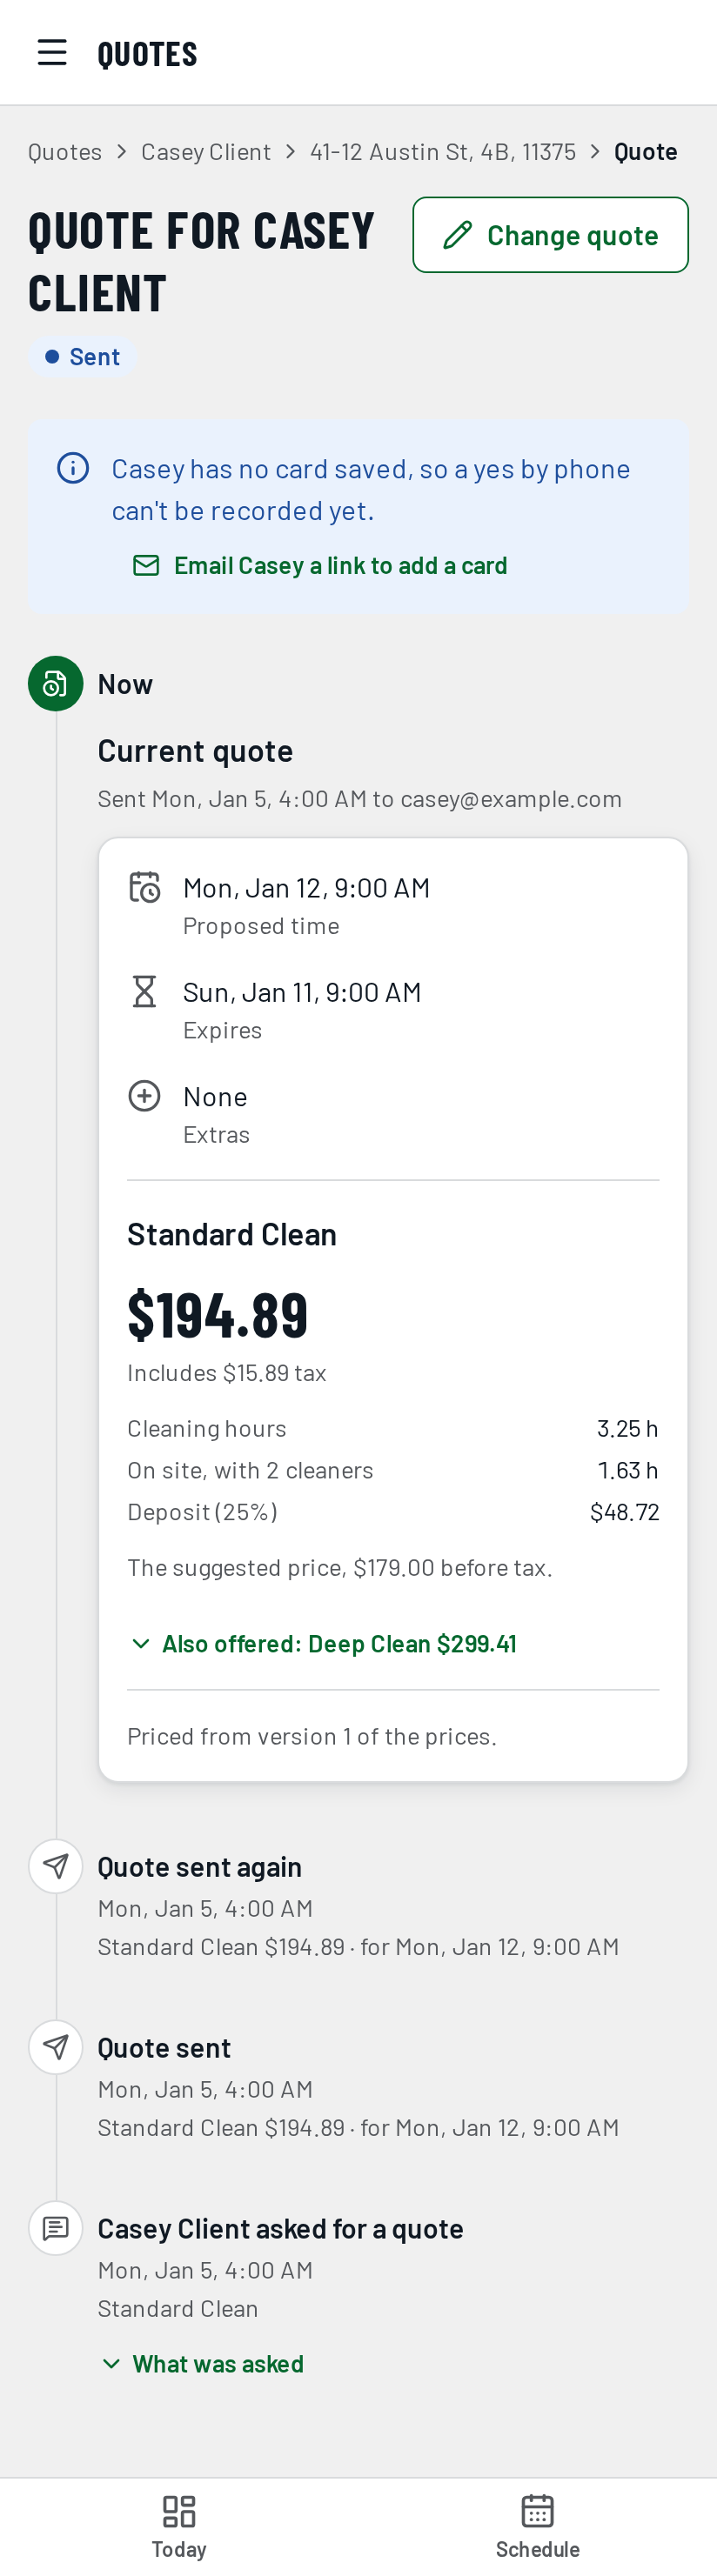 QUOTES
Quotes > Casey Client > 41-12 Austin St, 4B, 11375 > Quote
QUOTE FOR CASEY
CLIENT
Change quote
Sent
Casey has no card saved, so a yes by phone
can't be recorded yet.
Email Casey a link to add a card
Now
Current quote
Sent Mon, Jan 5, 4:00 AM to casey@example.com
Mon, Jan 12, 9:00 AM
Proposed time
Sun, Jan 11, 9:00 AM
Expires
None
Extras
Standard Clean
$194.89
Includes $15.89 tax
Cleaning hours 3.25 h
On site, with 2 cleaners 1.63 h
Deposit (25%) $48.72
The suggested price, $179.00 before tax.
Also offered: Deep Clean $299.41
Priced from version 1 of the prices.
Quote sent again
Mon, Jan 5, 4:00 AM
Standard Clean $194.89 · for Mon, Jan 12, 9:00 AM
Quote sent
Mon, Jan 5, 4:00 AM
Standard Clean $194.89 · for Mon, Jan 12, 9:00 AM
Casey Client asked for a quote
Mon, Jan 5, 4:00 AM
Standard Clean
What was asked
Today
Schedule